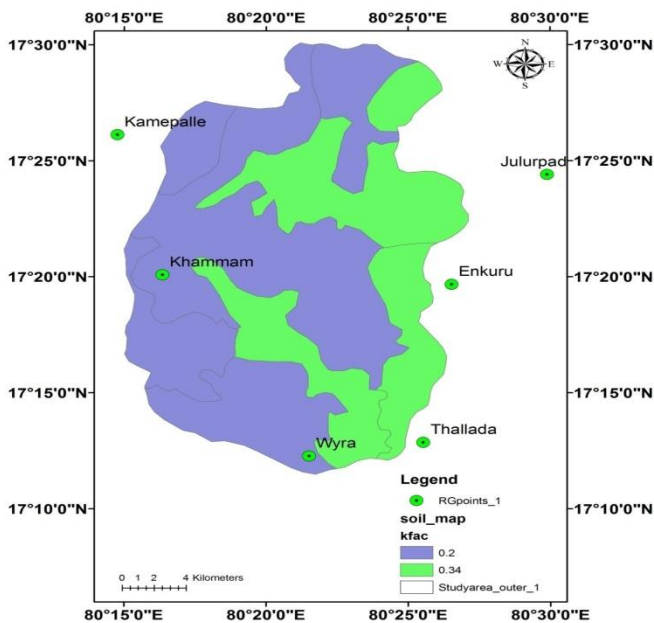 80°15'0"E 80°20'0"E 80°25'0"E 80°30'0"E
17°30'0"N 17°30'0"N
N
W E
S
Kamepalle
17°25'0"N 17°25'0"N
Julurpad
Khammam
17°20'0"N 17°20'0"N
Enkuru
17°15'0"N 17°15'0"N
Thallada
Wyra
Legend
RGpoints_1
17°10'0"N 17°10'0"N
soil_map
kfac
0.2
0.34
Studyarea_outer_1
0 1 2 4 Kilometers
80°15'0"E 80°20'0"E 80°25'0"E 80°30'0"E